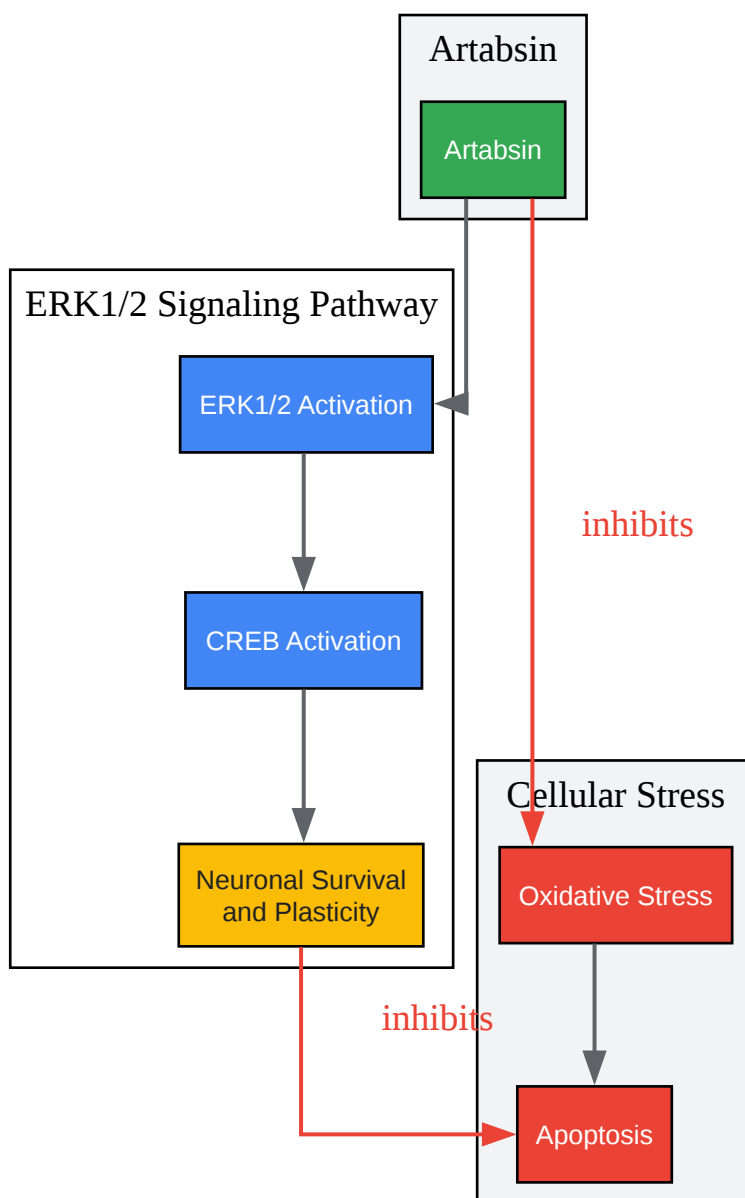 Artabsin
Artabsin
ERK1/2 Signaling Pathway
ERK1/2 Activation
inhibits
CREB Activation
Cellular Stress
Neuronal Survival
and Plasticity
Oxidative Stress
inhibits
Apoptosis